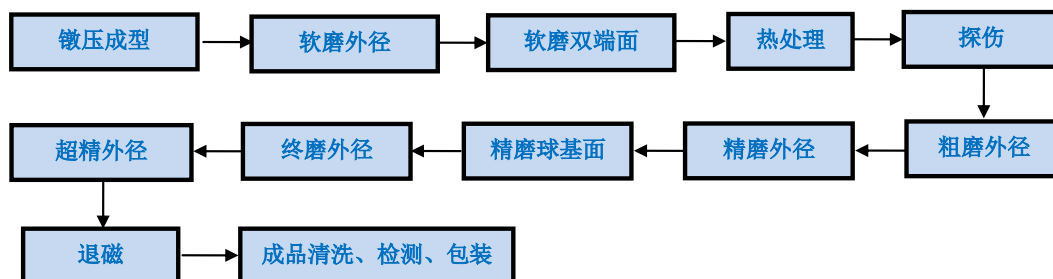 镦压成型
软磨外径
软磨双端面
热处理
探伤
粗磨外径
精磨外径
精磨球基面
终磨外径
超精外径
退磁
成品清洗、检测、包装